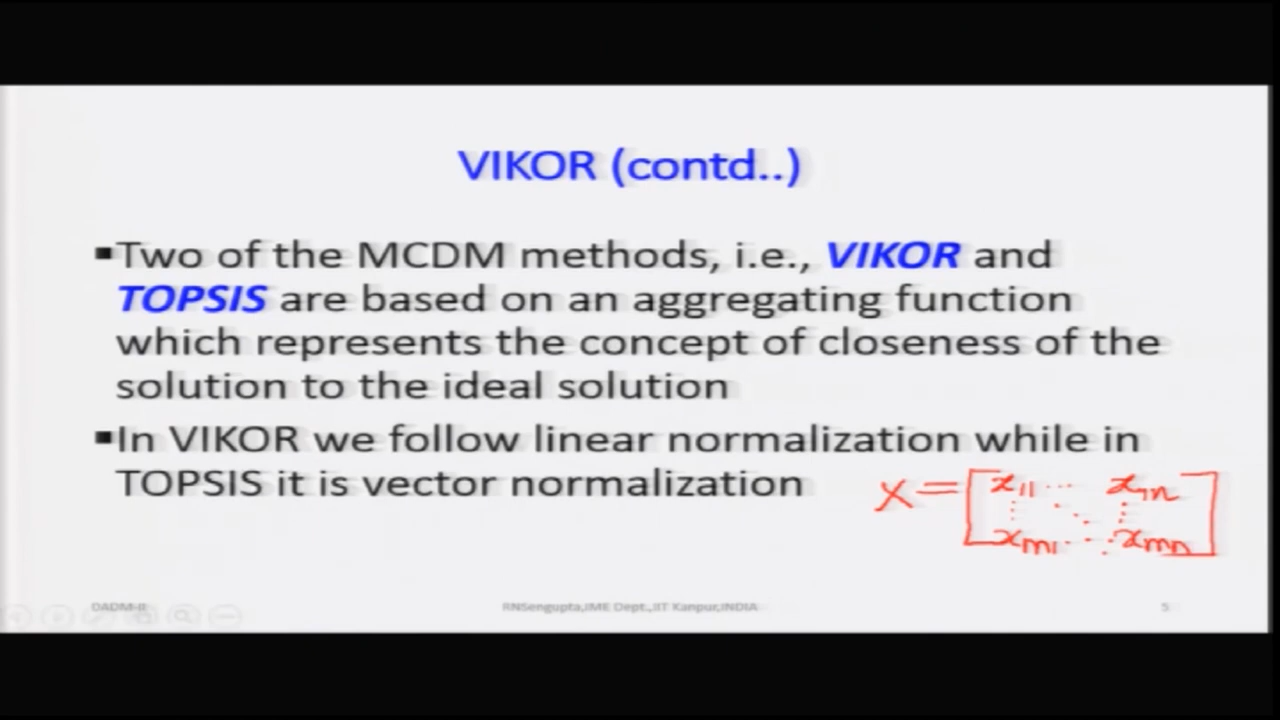 VIKOR (contd..)
▪Two of the MCDM methods, i.e., VIKOR and
TOPSIS are based on an aggregating function
which represents the concept of closeness of the
solution to the ideal solution
▪In VIKOR we follow linear normalization while in
TOPSIS it is vector normalization
X = [x11 ... x1n
xm1 ... xmn]
DADM-II
RNSengupta,IME Dept.,IIT Kanpur,INDIA
5